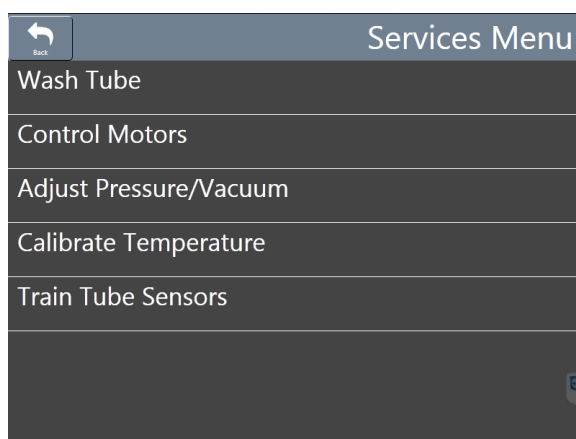 Back
Services Menu
Wash Tube
Control Motors
Adjust Pressure/Vacuum
Calibrate Temperature
Train Tube Sensors